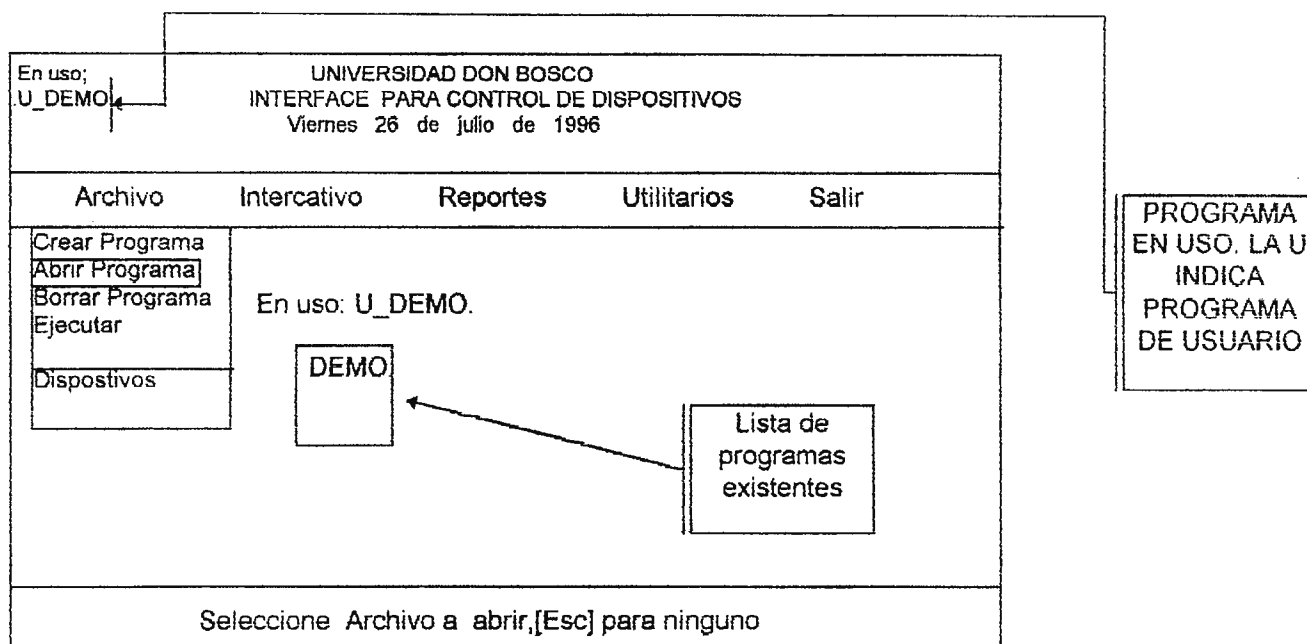 En uso;
U_DEMO
UNIVERSIDAD DON BOSCO
INTERFACE PARA CONTROL DE DISPOSITIVOS
Viernes 26 de julio de 1996
Archivo Intercativo Reportes Utilitarios Salir
Crear Programa
Abrir Programa
Borrar Programa
Ejecutar
Dispostivos
En uso: U_DEMO.
DEMO
Lista de
programas
existentes
PROGRAMA
EN USO. LA U
INDICA
PROGRAMA
DE USUARIO
Seleccione Archivo a abrir,[Esc] para ninguno